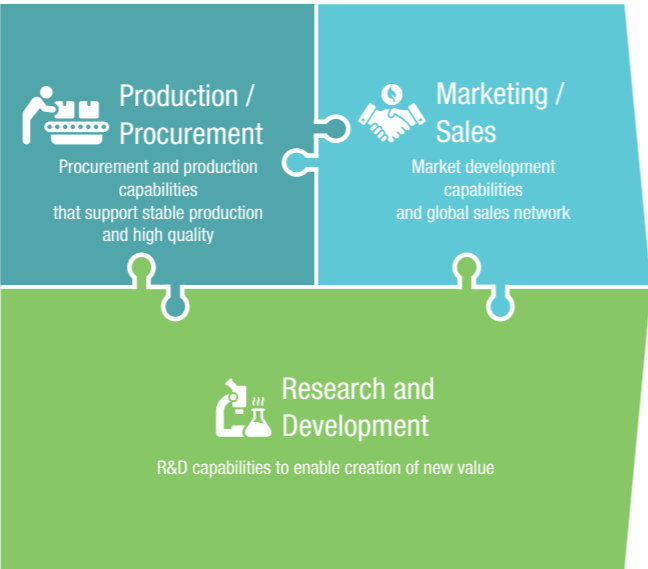 Production /
Procurement
Procurement and production
capabilities
that support stable production
and high quality
Marketing /
Sales
Market development
capabilities
and global sales network
Research and
Development
R&D capabilities to enable creation of new value